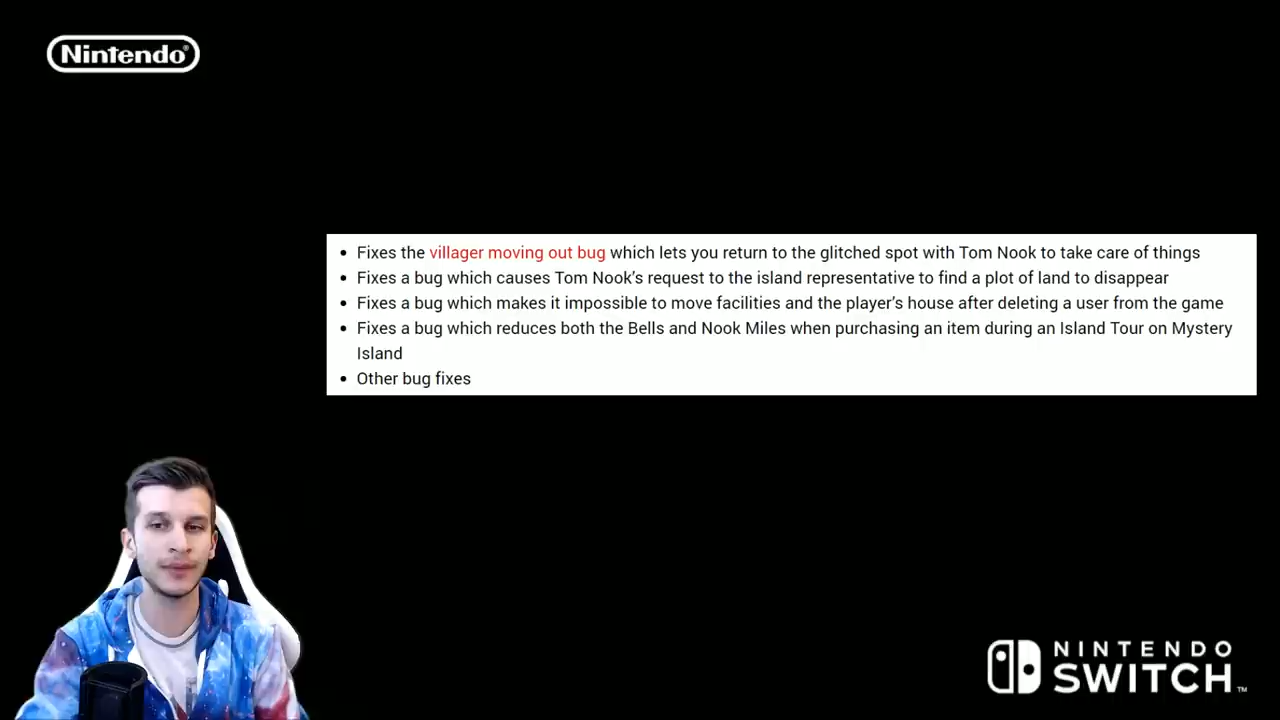 Nintendo®
• Fixes the villager moving out bug which lets you return to the glitched spot with Tom Nook to take care of things
• Fixes a bug which causes Tom Nook's request to the island representative to find a plot of land to disappear
• Fixes a bug which makes it impossible to move facilities and the player's house after deleting a user from the game
• Fixes a bug which reduces both the Bells and Nook Miles when purchasing an item during an Island Tour on Mystery
Island
• Other bug fixes
NINTENDO
SWITCH™